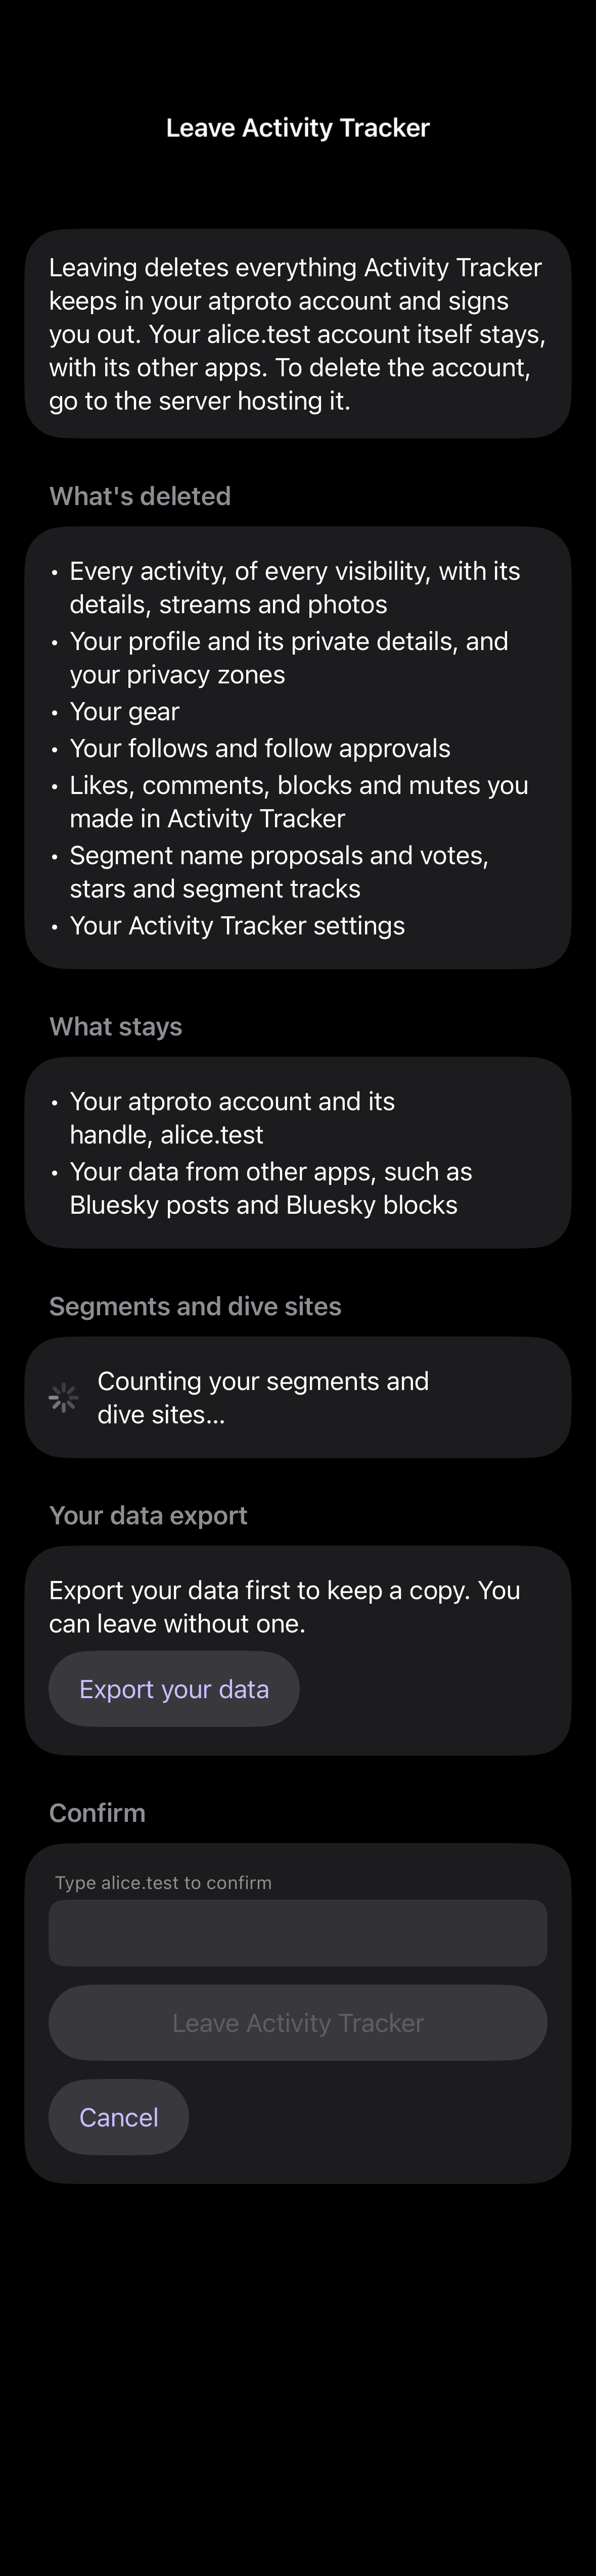 Leave Activity Tracker
Leaving deletes everything Activity Tracker
keeps in your atproto account and signs
you out. Your alice.test account itself stays,
with its other apps. To delete the account,
go to the server hosting it.
What's deleted
• Every activity, of every visibility, with its
details, streams and photos
• Your profile and its private details, and
your privacy zones
• Your gear
• Your follows and follow approvals
• Likes, comments, blocks and mutes you
made in Activity Tracker
• Segment name proposals and votes,
stars and segment tracks
• Your Activity Tracker settings
What stays
• Your atproto account and its
handle, alice.test
• Your data from other apps, such as
Bluesky posts and Bluesky blocks
Segments and dive sites
Counting your segments and
dive sites...
Your data export
Export your data first to keep a copy. You
can leave without one.
Export your data
Confirm
Type alice.test to confirm
Leave Activity Tracker
Cancel